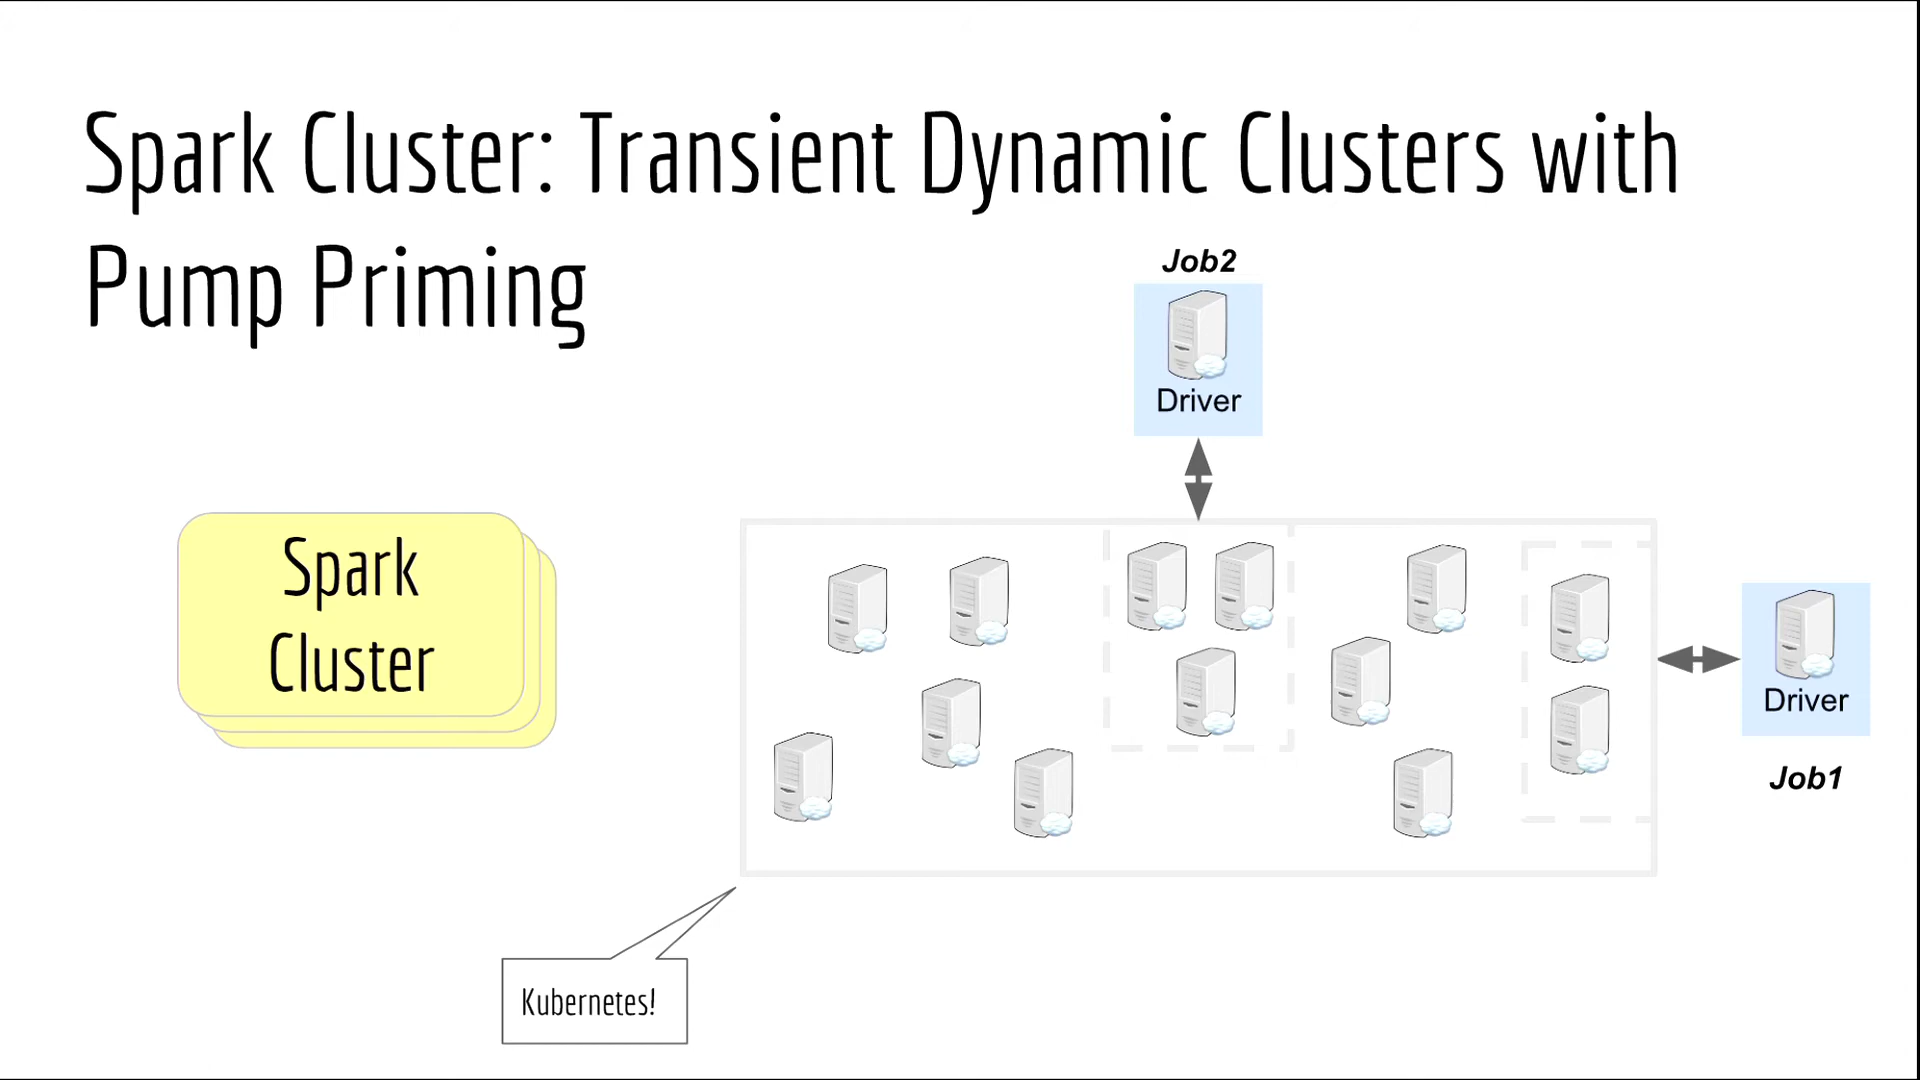 Spark Cluster: Transient Dynamic Clusters with
Pump Priming
Job2
Driver
Spark
Cluster
Driver
Job1
Kubernetes!